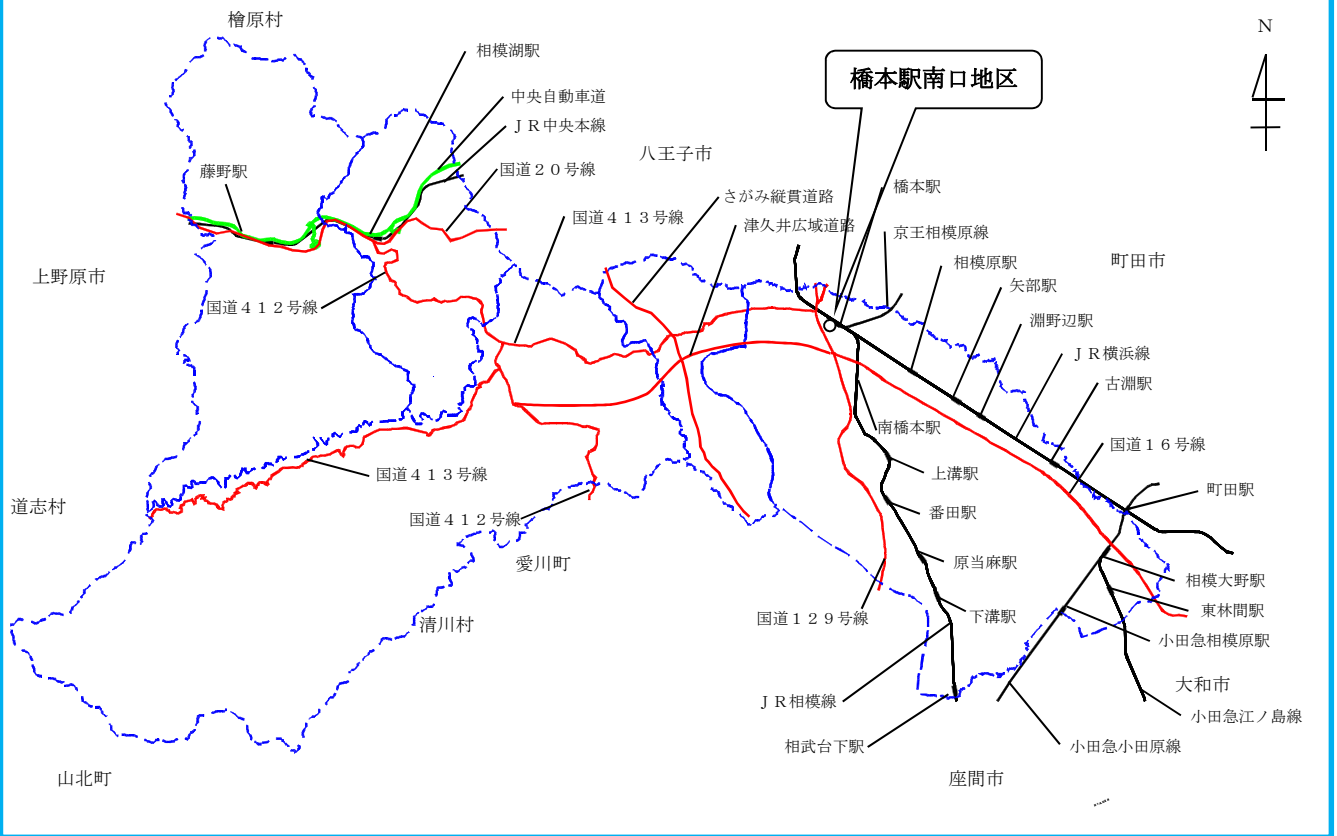 檜原村
N
相模湖駅
橋本駅南口地区
中央自動車道
ＪＲ中央本線
八王子市
国道２０号線
藤野駅
橋本駅
さがみ縦貫道路
国道４１３号線
津久井広域道路
京王相模原線
相模原駅
町田市
上野原市
矢部駅
国道４１２号線
淵野辺駅
ＪＲ横浜線
古淵駅
南橋本駅
国道１６号線
国道４１３号線
上溝駅
町田駅
道志村
番田駅
国道４１２号線
愛川町
原当麻駅
相模大野駅
東林間駅
国道１２９号線
下溝駅
清川村
小田急相模原駅
大和市
ＪＲ相模線
小田急江ノ島線
相武台下駅
小田急小田原線
山北町
座間市